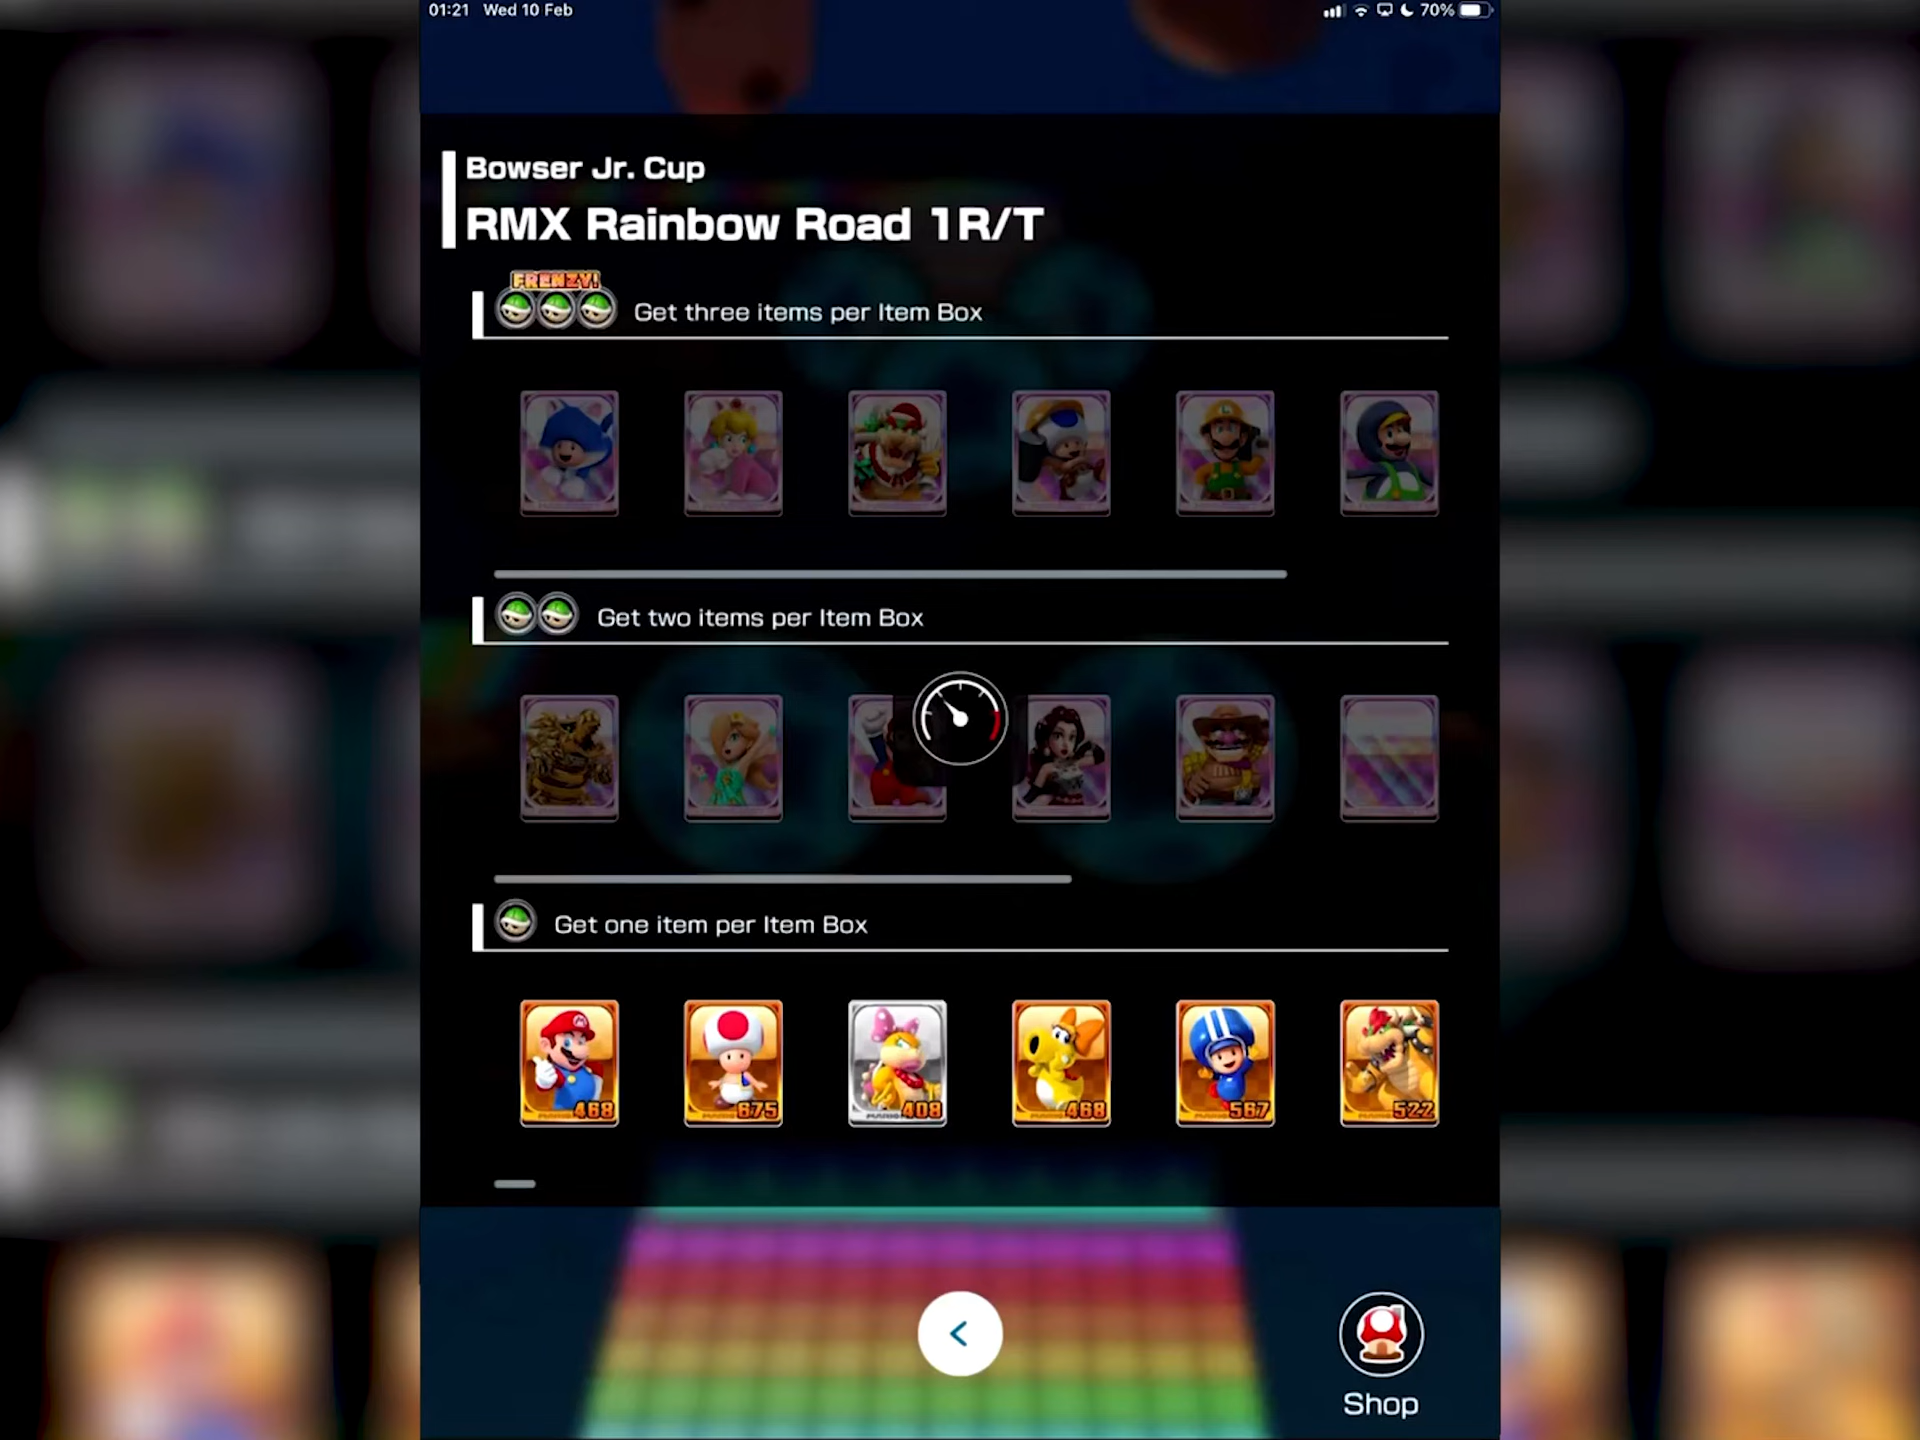 01:21 Wed 10 Feb
70%
Bowser Jr. Cup
RMX Rainbow Road 1R/T
FRENZY!
Get three items per Item Box
Get two items per Item Box
Get one item per Item Box
468 675 408 468 567 522
Shop